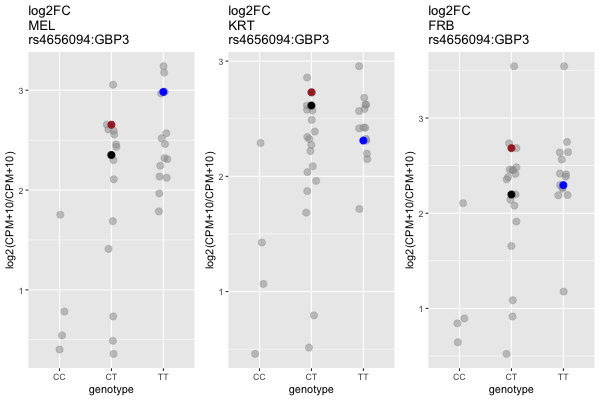 log2FC
MEL
rs4656094:GBP3
log2(CPM+10/CPM+10)
3
2
1
CC CT TT
genotype
log2FC
KRT
rs4656094:GBP3
log2(CPM+10/CPM+10)
3
2
1
CC CT TT
genotype
log2FC
FRB
rs4656094:GBP3
log2(CPM+10/CPM+10)
3
2
1
CC CT TT
genotype